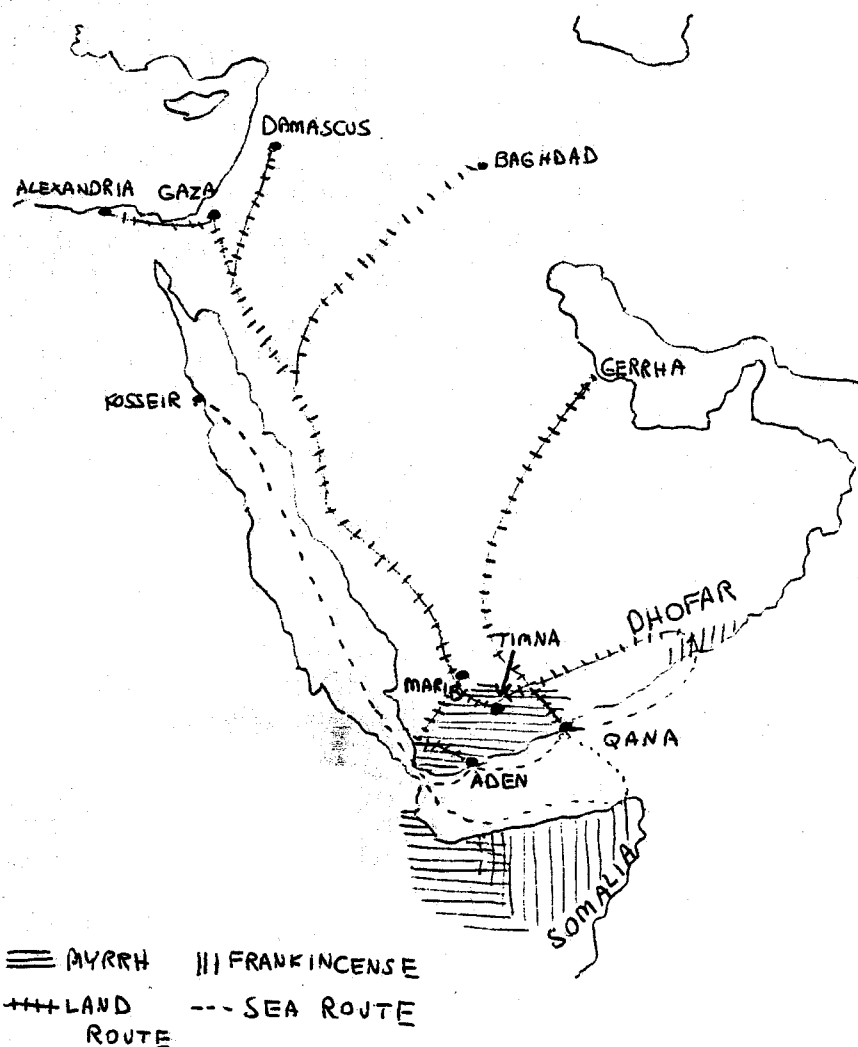 DAMASCUS
BAGHDAD
ALEXANDRIA GAZA
GERRHA
KOSSEIR
DHOFAR
TIMNA
MARIB
QANA
ADEN
SOMALIA
MYRRH ||| FRANKINCENSE
LAND --- SEA ROUTE
ROUTE